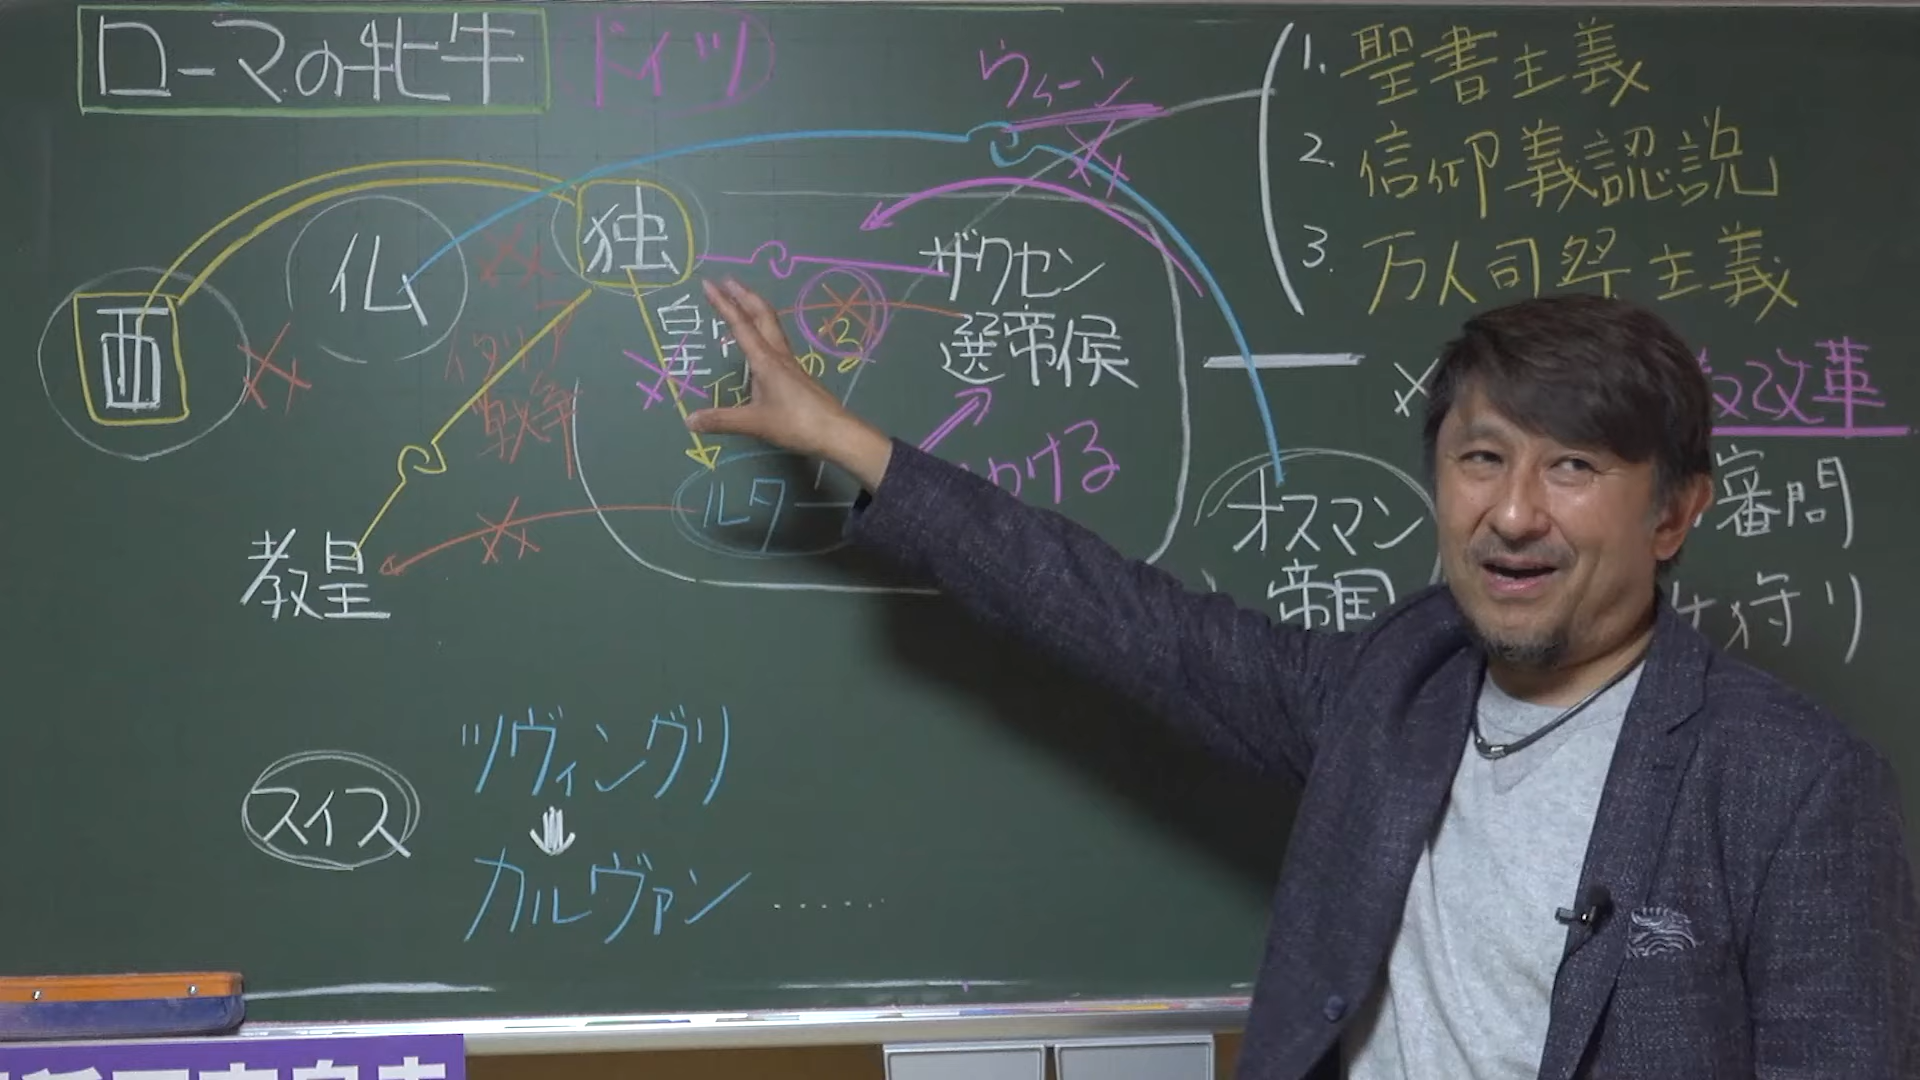 ローマの牝牛
ドイツ
ウィーン
1. 聖書主義
2. 信仰義認説
3. 万人司祭主義
西
仏
独
イタリア
戦争
皇
める
ザクセン
選帝侯
ルター
教皇
改革
審問
狩り
オスマン
帝国
スイス
ツヴィングリ
カルヴァン ……